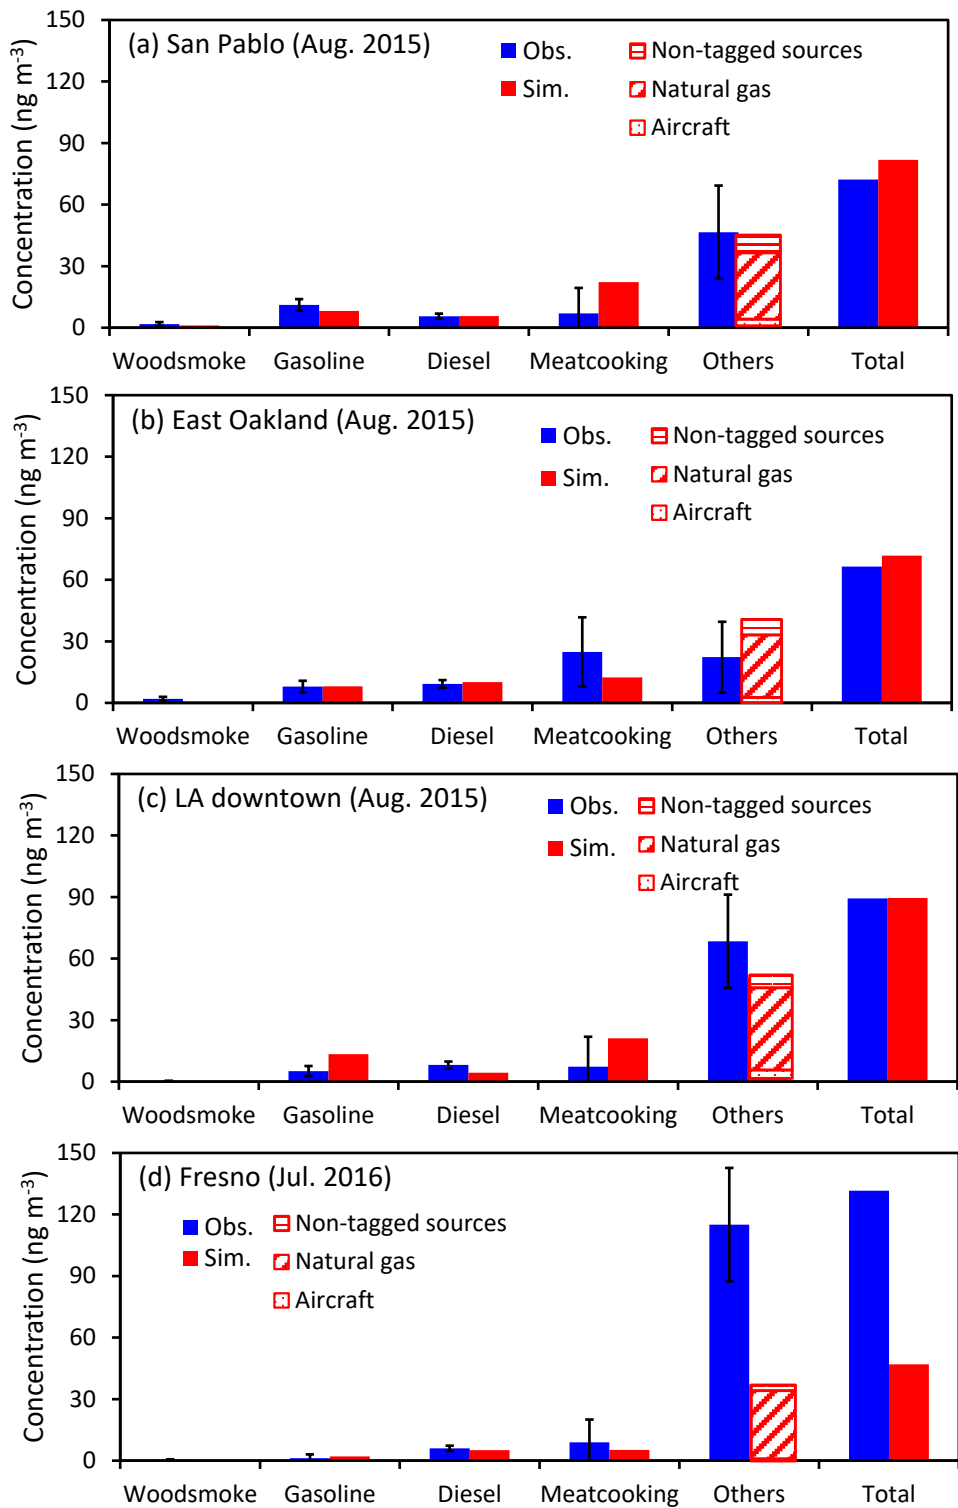 150
(a) San Pablo (Aug. 2015)
Obs.
Non-tagged sources
120
Sim.
Natural gas
Aircraft
90
60
30
0
Concentration (ng m-3)
Woodsmoke Gasoline Diesel Meatcooking Others Total
150
(b) East Oakland (Aug. 2015)
Obs.
Non-tagged sources
120
Sim.
Natural gas
Aircraft
90
60
30
0
Concentration (ng m-3)
Woodsmoke Gasoline Diesel Meatcooking Others Total
150
(c) LA downtown (Aug. 2015)
Obs.
Non-tagged sources
120
Sim.
Natural gas
Aircraft
90
60
30
0
Concentration (ng m-3)
Woodsmoke Gasoline Diesel Meatcooking Others Total
150
(d) Fresno (Jul. 2016)
Obs.
Non-tagged sources
120
Sim.
Natural gas
Aircraft
90
60
30
0
Concentration (ng m-3)
Woodsmoke Gasoline Diesel Meatcooking Others Total